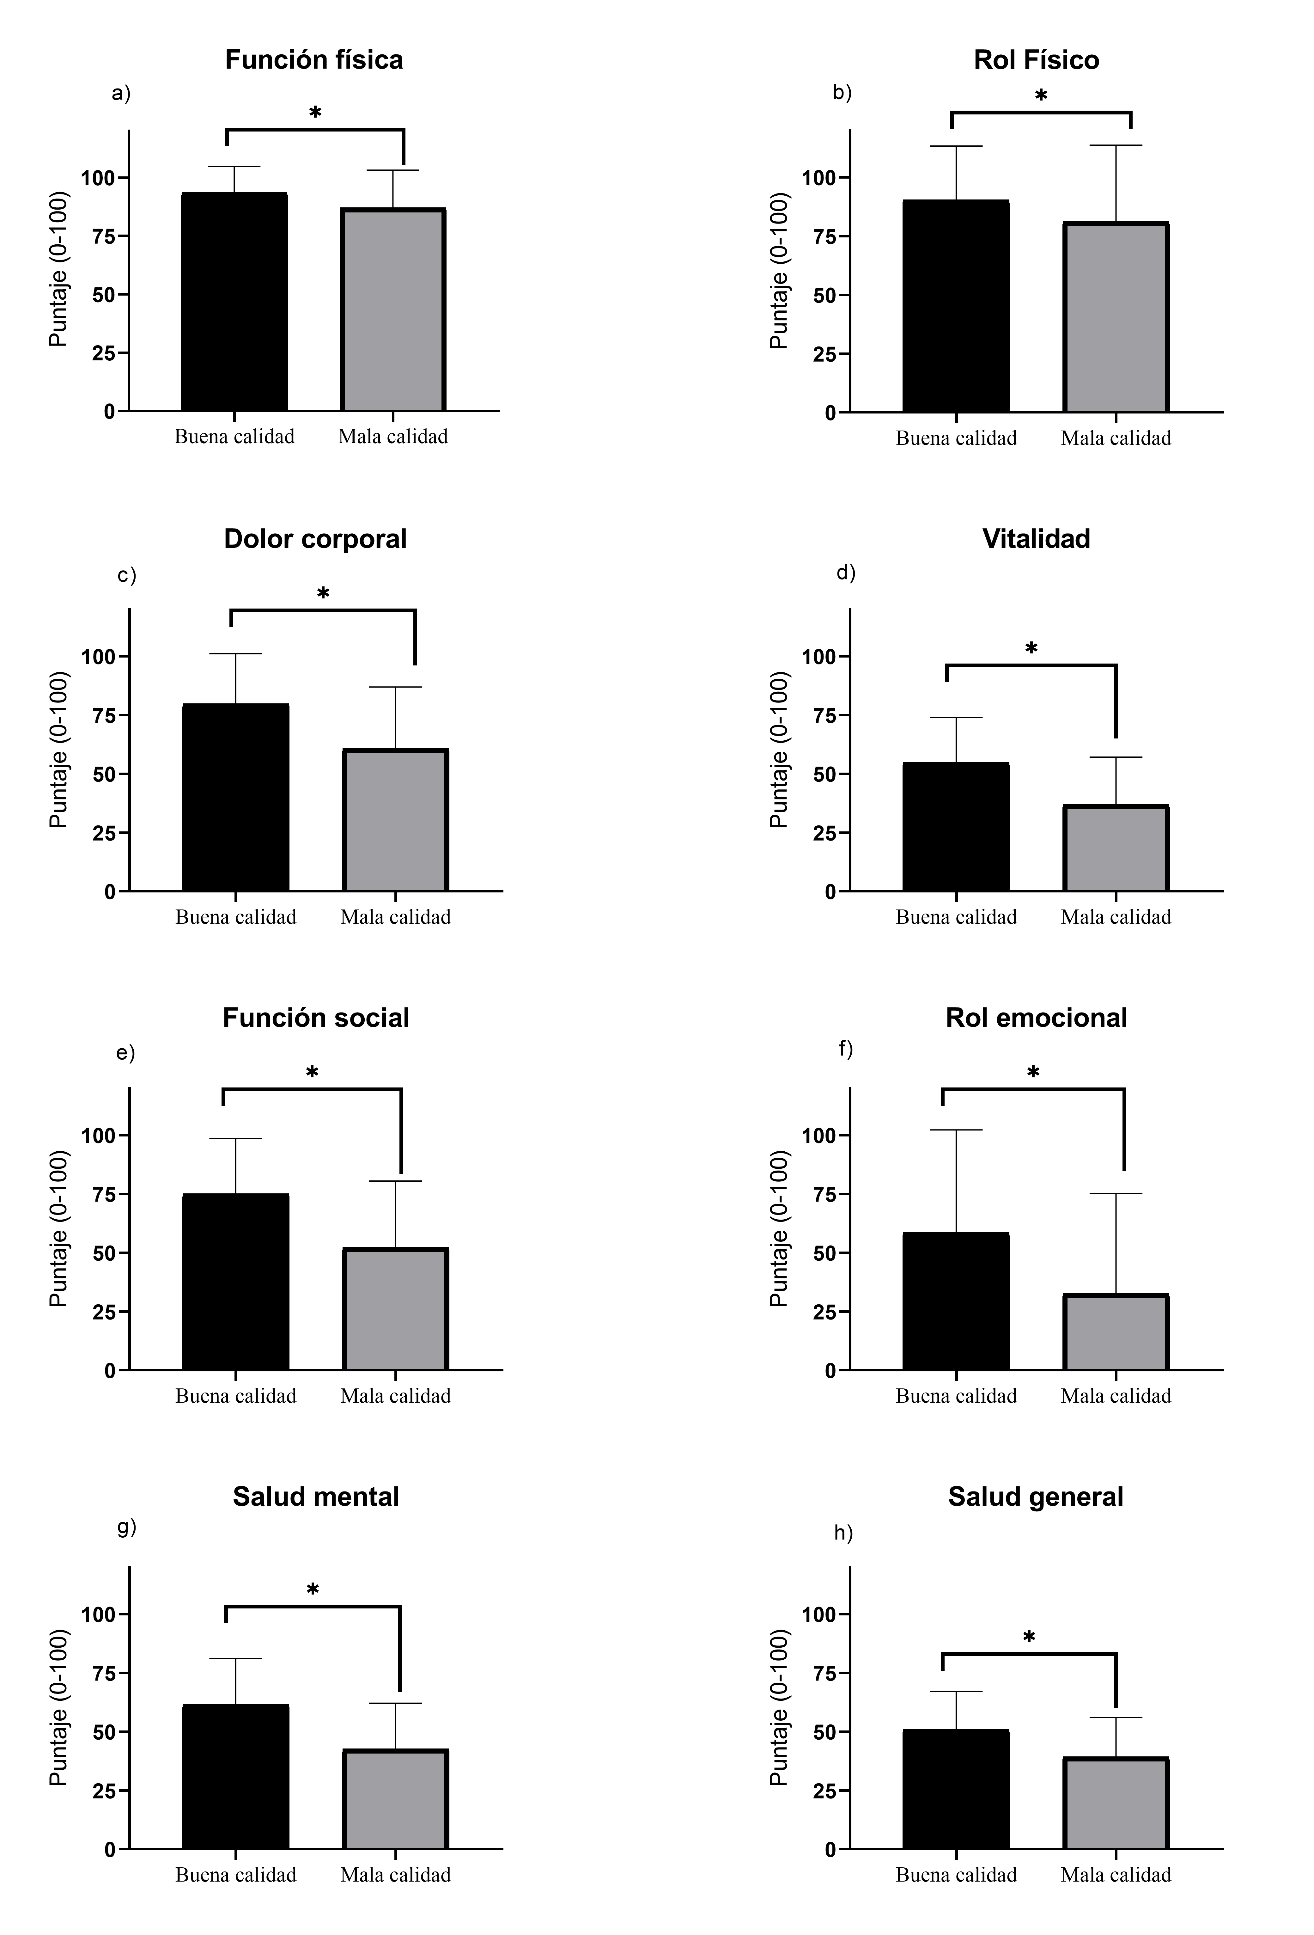 Función física
a)
*
Puntaje (0-100)
100
75
50
25
0
Buena calidad Mala calidad
Rol Físico
b)
*
Puntaje (0-100)
100
75
50
25
0
Buena calidad Mala calidad
Dolor corporal
c)
*
Puntaje (0-100)
100
75
50
25
0
Buena calidad Mala calidad
Vitalidad
d)
*
Puntaje (0-100)
100
75
50
25
0
Buena calidad Mala calidad
Función social
e)
*
Puntaje (0-100)
100
75
50
25
0
Buena calidad Mala calidad
Rol emocional
f)
*
Puntaje (0-100)
100
75
50
25
0
Buena calidad Mala calidad
Salud mental
g)
*
Puntaje (0-100)
100
75
50
25
0
Buena calidad Mala calidad
Salud general
h)
*
Puntaje (0-100)
100
75
50
25
0
Buena calidad Mala calidad